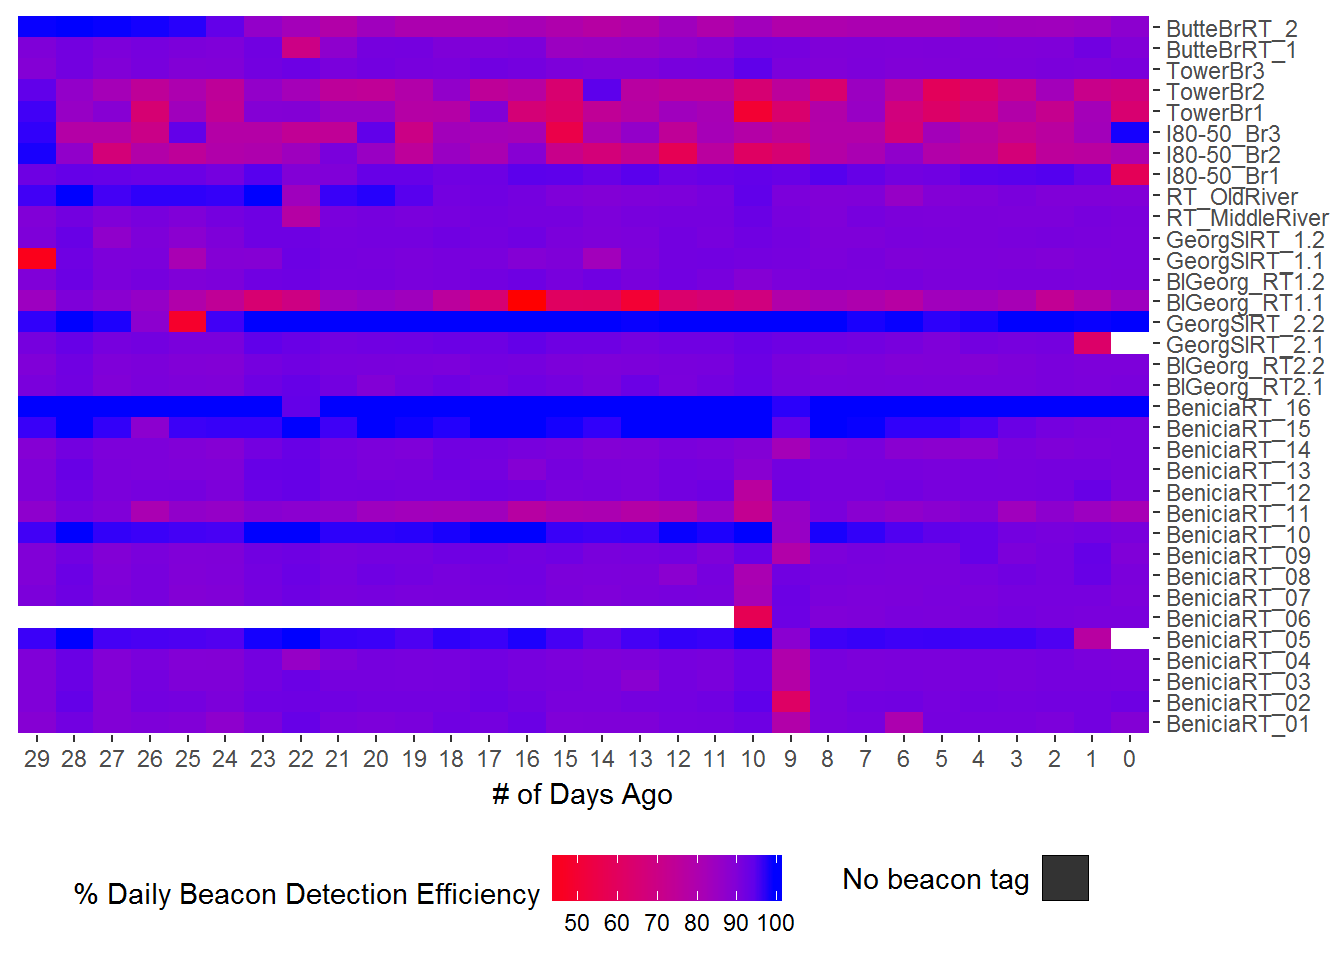 ButteBrRT_2
ButteBrRT_1
TowerBr3
TowerBr2
TowerBr1
I80-50_Br3
I80-50_Br2
I80-50_Br1
RT_OldRiver
RT_MiddleRiver
GeorgSlRT_1.2
GeorgSlRT_1.1
BlGeorg_RT1.2
BlGeorg_RT1.1
GeorgSlRT_2.2
GeorgSlRT_2.1
BlGeorg_RT2.2
BlGeorg_RT2.1
BeniciaRT_16
BeniciaRT_15
BeniciaRT_14
BeniciaRT_13
BeniciaRT_12
BeniciaRT_11
BeniciaRT_10
BeniciaRT_09
BeniciaRT_08
BeniciaRT_07
BeniciaRT_06
BeniciaRT_05
BeniciaRT_04
BeniciaRT_03
BeniciaRT_02
BeniciaRT_01
29 28 27 26 25 24 23 22 21 20 19 18 17 16 15 14 13 12 11 10 9 8 7 6 5 4 3 2 1 0
# of Days Ago
% Daily Beacon Detection Efficiency
50 60 70 80 90 100
No beacon tag